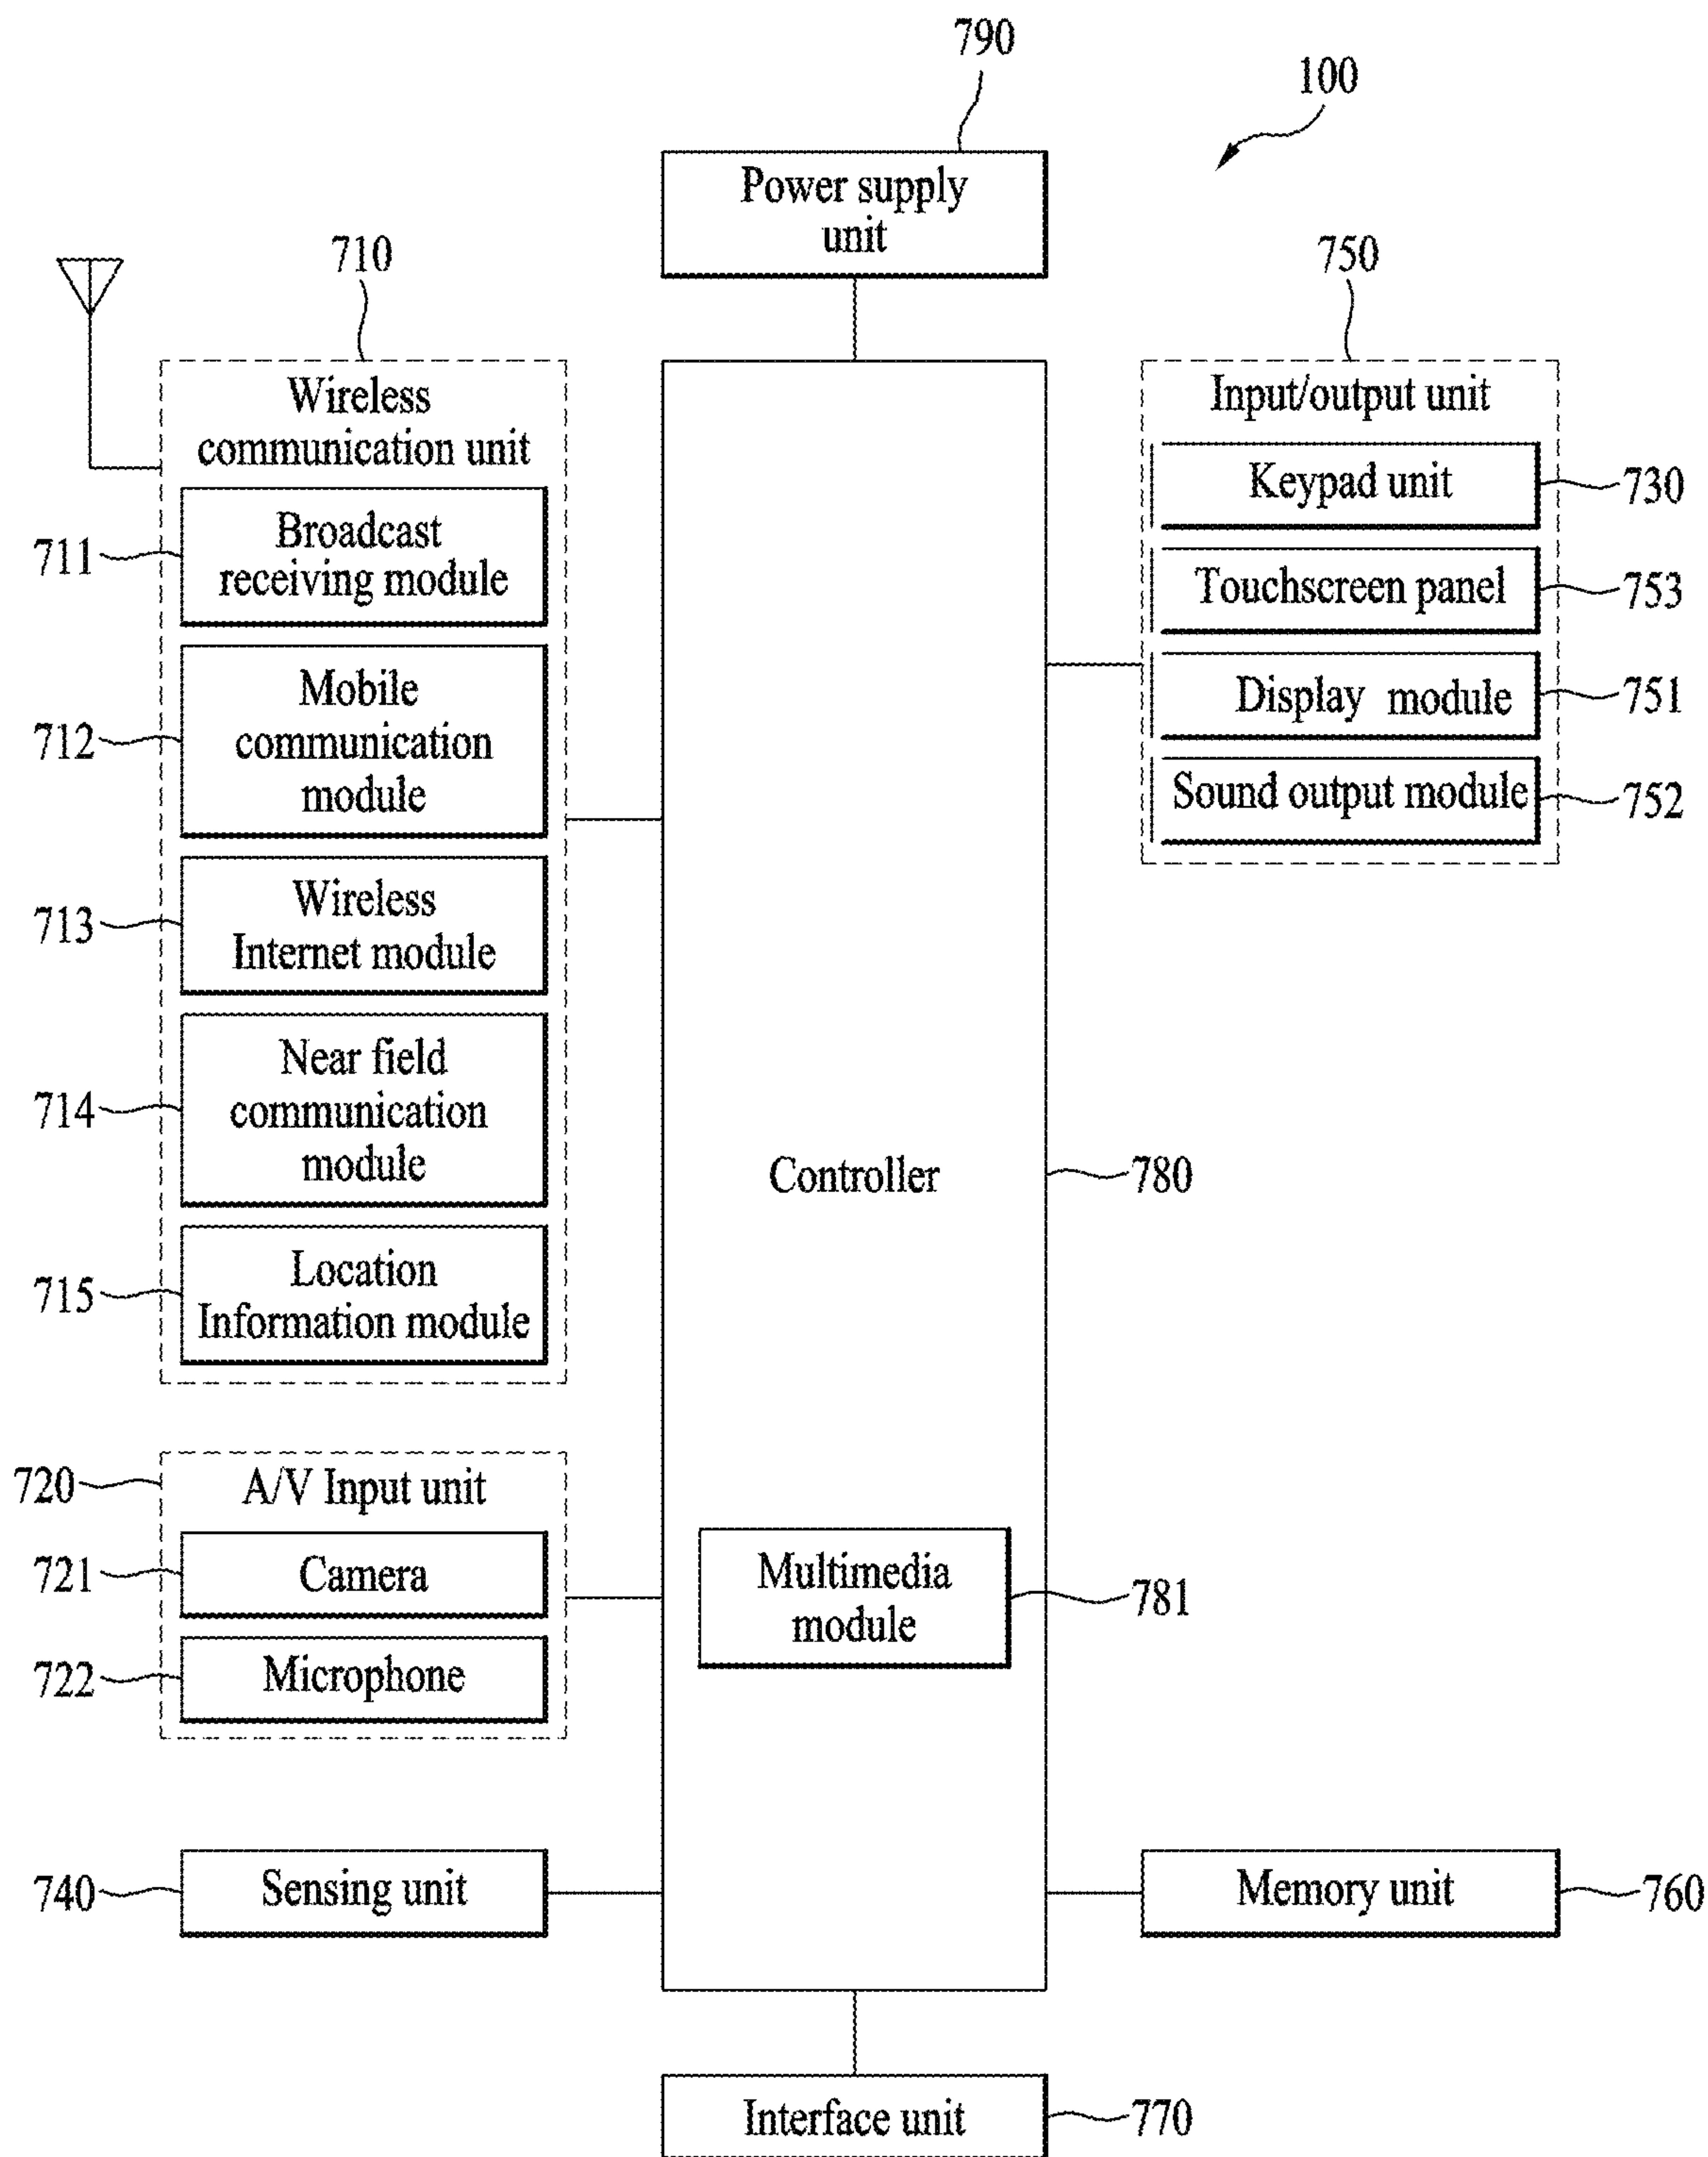 790
100
Power supply
unit
710
750
Wireless
communication unit
711
Broadcast
receiving module
712
Mobile
communication
module
713
Wireless
Internet module
714
Near field
communication
module
715
Location
Information module
Input/output unit
Keypad unit
730
Touchscreen panel
753
Display module
751
Sound output module
752
Controller
780
720
A/V Input unit
721
Camera
722
Microphone
Multimedia
module
781
740
Sensing unit
Memory unit
760
Interface unit
770